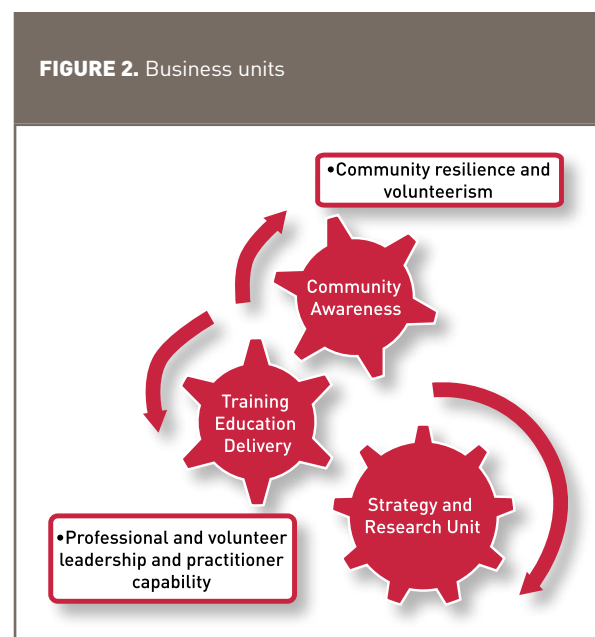 FIGURE 2. Business units
•Community resilience and
volunteerism
Community
Awareness
Training
Education
Delivery
Strategy and
Research Unit
•Professional and volunteer
leadership and practitioner
capability